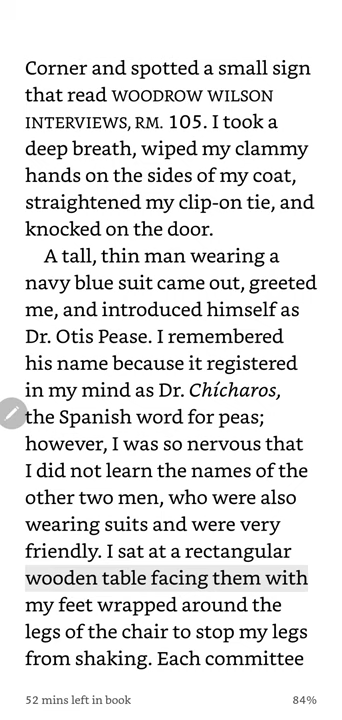 Corner and spotted a small sign
that read WOODROW WILSON
INTERVIEWS, RM. 105. I took a
deep breath, wiped my clammy
hands on the sides of my coat,
straightened my clip-on tie, and
knocked on the door.
A tall, thin man wearing a
navy blue suit came out, greeted
me, and introduced himself as
Dr. Otis Pease. I remembered
his name because it registered
in my mind as Dr. Chícharos,
the Spanish word for peas;
however, I was so nervous that
I did not learn the names of the
other two men, who were also
wearing suits and were very
friendly. I sat at a rectangular
wooden table facing them with
my feet wrapped around the
legs of the chair to stop my legs
from shaking. Each committee
52 mins left in book 84%